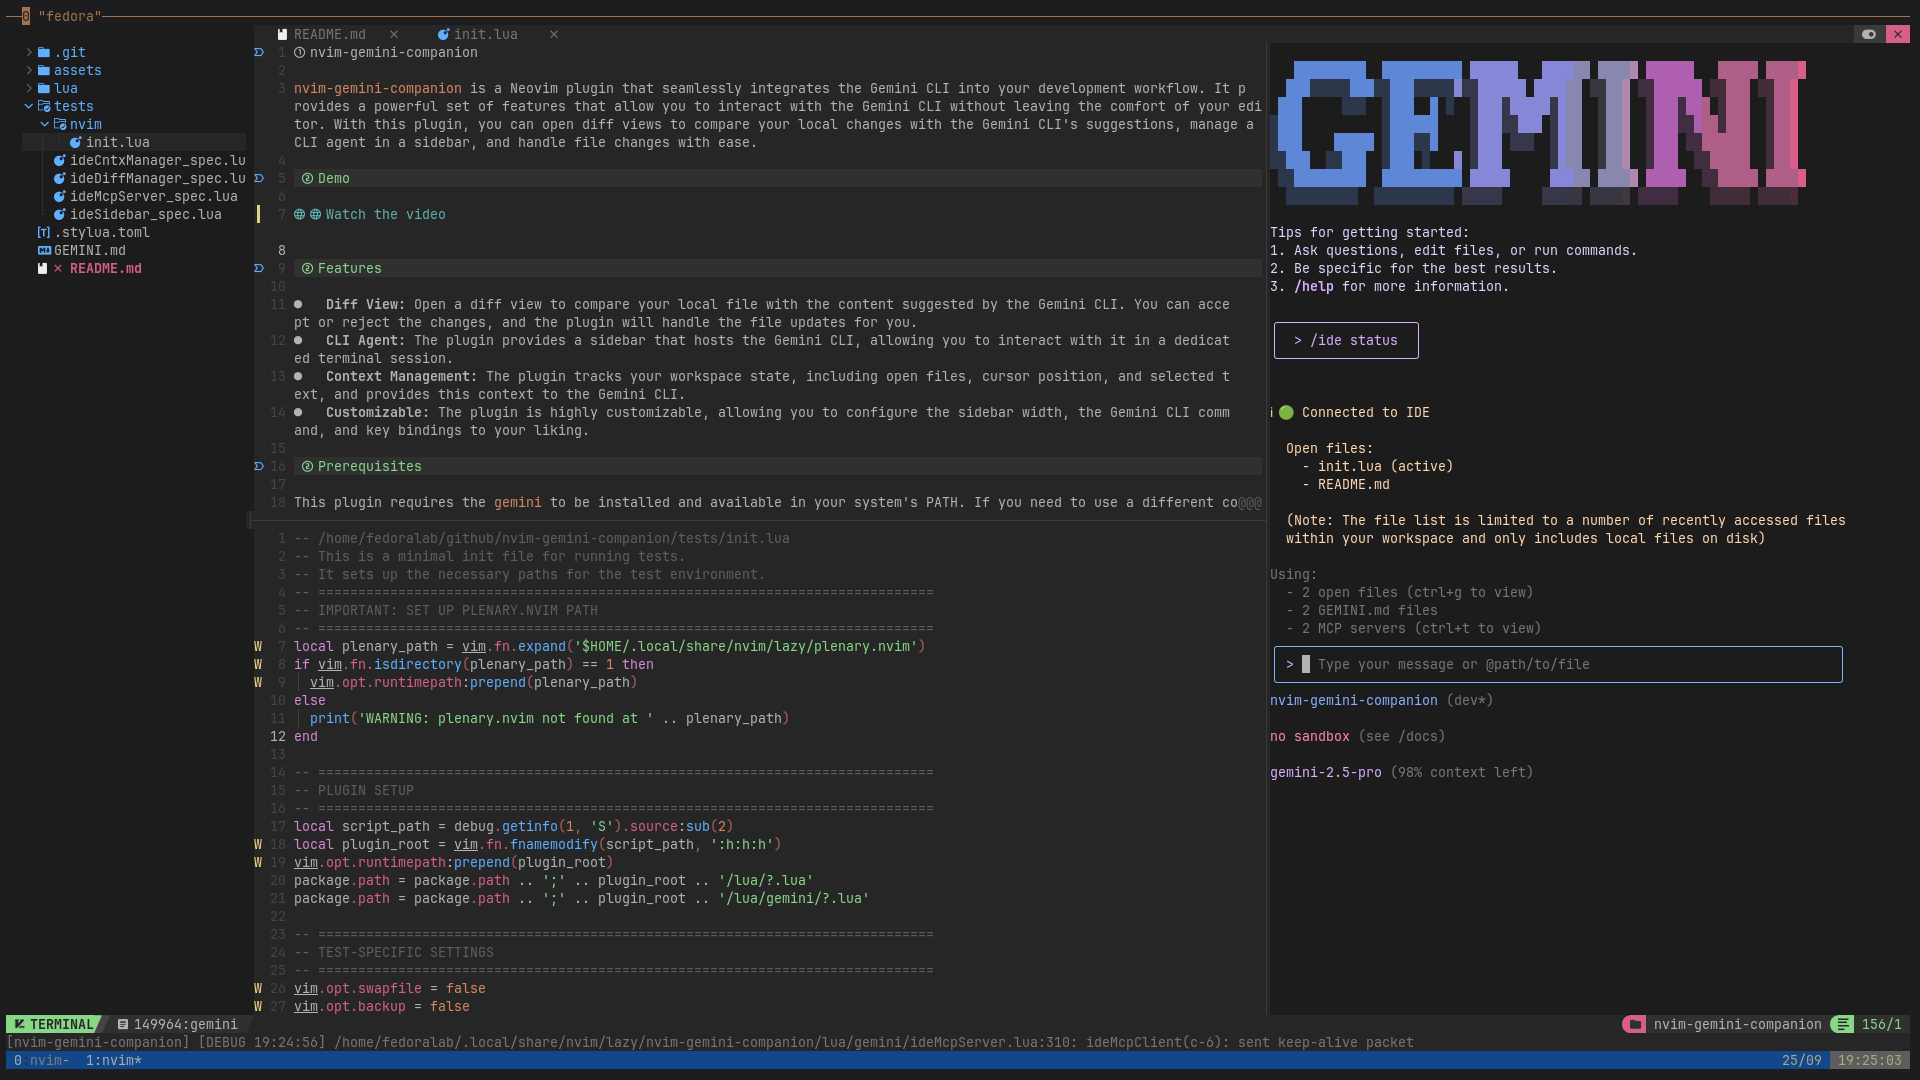 0 "fedora"
.git
assets
lua
tests
nvim
init.lua
ideCntxManager_spec.lu
ideDiffManager_spec.lu
ideMcpServer_spec.lua
ideSidebar_spec.lua
.stylua.toml
GEMINI.md
× README.md
README.md × init.lua ×
1 nvim-gemini-companion
2
3 nvim-gemini-companion is a Neovim plugin that seamlessly integrates the Gemini CLI into your development workflow. It p
rovides a powerful set of features that allow you to interact with the Gemini CLI without leaving the comfort of your edi
tor. With this plugin, you can open diff views to compare your local changes with the Gemini CLI's suggestions, manage a
CLI agent in a sidebar, and handle file changes with ease.
4
5 ② Demo
6
7 Watch the video
8
9 ② Features
10
11 ● Diff View: Open a diff view to compare your local file with the content suggested by the Gemini CLI. You can acce
pt or reject the changes, and the plugin will handle the file updates for you.
12 ● CLI Agent: The plugin provides a sidebar that hosts the Gemini CLI, allowing you to interact with it in a dedicat
ed terminal session.
13 ● Context Management: The plugin tracks your workspace state, including open files, cursor position, and selected t
ext, and provides this context to the Gemini CLI.
14 ● Customizable: The plugin is highly customizable, allowing you to configure the sidebar width, the Gemini CLI comm
and, and key bindings to your liking.
15
16 ② Prerequisites
17
18 This plugin requires the gemini to be installed and available in your system's PATH. If you need to use a different co@@@
1 -- /home/fedoralab/github/nvim-gemini-companion/tests/init.lua
2 -- This is a minimal init file for running tests.
3 -- It sets up the necessary paths for the test environment.
4 -- =============================================================================
5 -- IMPORTANT: SET UP PLENARY.NVIM PATH
6 -- =============================================================================
W 7 local plenary_path = vim.fn.expand('$HOME/.local/share/nvim/lazy/plenary.nvim')
W 8 if vim.fn.isdirectory(plenary_path) == 1 then
W 9 vim.opt.runtimepath:prepend(plenary_path)
10 else
11 print('WARNING: plenary.nvim not found at ' .. plenary_path)
12 end
13
14 -- =============================================================================
15 -- PLUGIN SETUP
16 -- =============================================================================
17 local script_path = debug.getinfo(1, 'S').source:sub(2)
W 18 local plugin_root = vim.fn.fnamemodify(script_path, ':h:h:h')
W 19 vim.opt.runtimepath:prepend(plugin_root)
20 package.path = package.path .. ';' .. plugin_root .. '/lua/?.lua'
21 package.path = package.path .. ';' .. plugin_root .. '/lua/gemini/?.lua'
22
23 -- =============================================================================
24 -- TEST-SPECIFIC SETTINGS
25 -- =============================================================================
W 26 vim.opt.swapfile = false
W 27 vim.opt.backup = false
GEMINI
Tips for getting started:
1. Ask questions, edit files, or run commands.
2. Be specific for the best results.
3. /help for more information.
> /ide status
i Connected to IDE
Open files:
- init.lua (active)
- README.md
(Note: The file list is limited to a number of recently accessed files
within your workspace and only includes local files on disk)
Using:
- 2 open files (ctrl+g to view)
- 2 GEMINI.md files
- 2 MCP servers (ctrl+t to view)
> Type your message or @path/to/file
nvim-gemini-companion (dev*)
no sandbox (see /docs)
gemini-2.5-pro (98% context left)
TERMINAL 149964:gemini nvim-gemini-companion 156/1
[nvim-gemini-companion] [DEBUG 19:24:56] /home/fedoralab/.local/share/nvim/lazy/nvim-gemini-companion/lua/gemini/ideMcpServer.lua:310: ideMcpClient(c-6): sent keep-alive packet
0 nvim- 1:nvim* 25/09 19:25:03